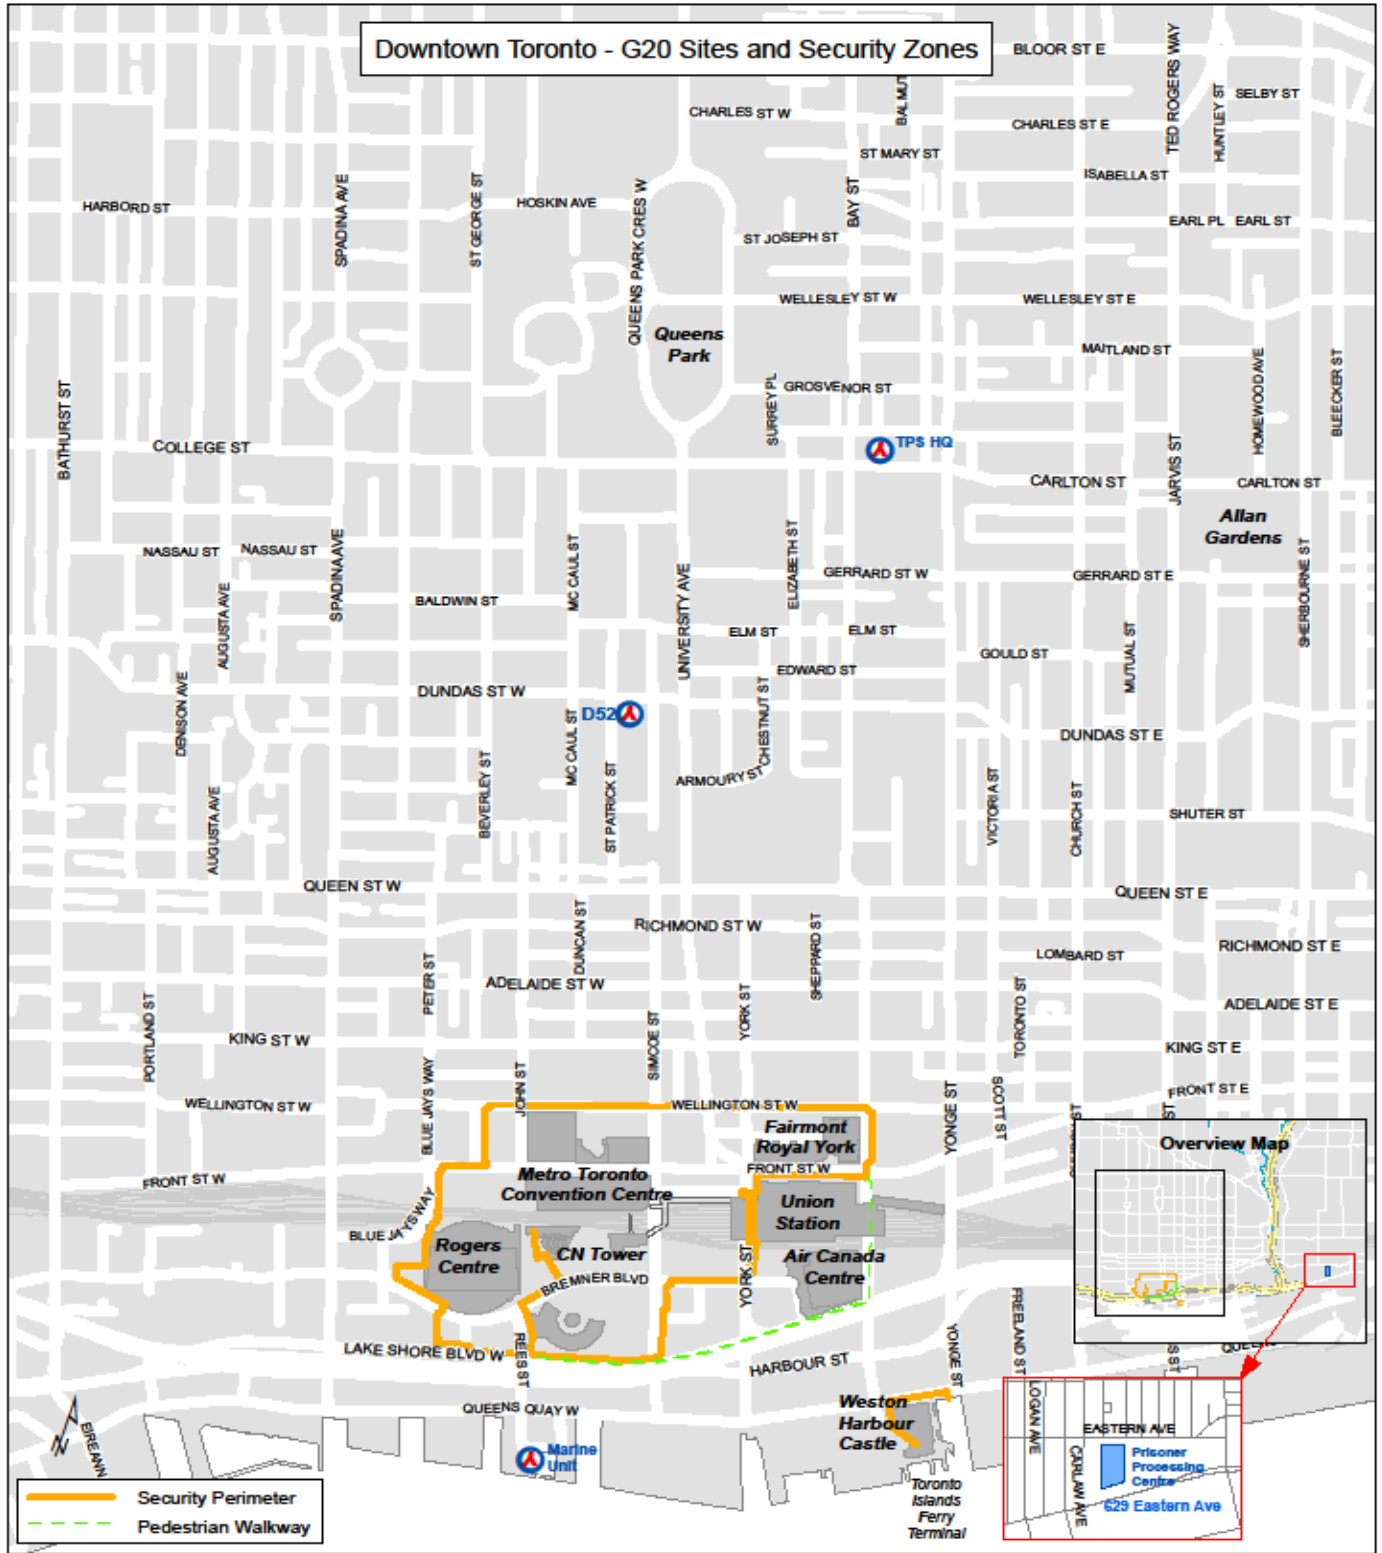 Downtown Toronto - G20 Sites and Security Zones
BLOOR ST E
TED ROGERS WAY
HUNTLEY ST
SELBY ST
CHARLES ST W
CHARLES ST E
ST MARY ST
ISABELLA ST
HARBORD ST
SPADINA AVE
ST GEORGE ST
HOSKIN AVE
QUEENS PARK CRES W
BAY ST
ST JOSEPH ST
EARL PL
EARL ST
WELLESLEY ST W
WELLESLEY ST E
Queens
Park
MAITLAND ST
SURREY PL
GROSVENOR ST
HOMEWOOD AVE
BLEECKER ST
BATHURST ST
COLLEGE ST
TPS HQ
JARVIS ST
CARLTON ST
CARLTON ST
Allan
Gardens
NASSAU ST
NASSAU ST
SPADINA AVE
MC CAUL ST
ELIZABETH ST
GERRARD ST W
GERRARD ST E
SHERBOURNE ST
AUGUSTA AVE
BALDWIN ST
UNIVERSITY AVE
ELM ST
ELM ST
GOULD ST
MUTUAL ST
EDWARD ST
DENISON AVE
DUNDAS ST W
D52
MC CAUL ST
CHESTNUT ST
DUNDAS ST E
ARMOURY ST
BEVERLEY ST
ST PATRICK ST
VICTORIA ST
CHURCH ST
SHUTER ST
AUGUSTA AVE
QUEEN ST W
QUEEN ST E
DUNCAN ST
RICHMOND ST W
SHEPPARD ST
LOMBARD ST
RICHMOND ST E
PETER ST
ADELAIDE ST W
YORK ST
TORONTO ST
ADELAIDE ST E
PORTLAND ST
KING ST W
SIMCOE ST
KING ST E
BLUE JAYS WAY
JOHN ST
WELLINGTON ST W
WELLINGTON ST W
YONGE ST
SCOTT ST
FRONT ST E
ST
ST
Fairmont
Royal York
Overview Map
FRONT ST W
Metro Toronto
Convention Centre
FRONT ST W
Union
Station
BLUE JAYS WAY
Rogers
Centre
CN Tower
BREMNER BLVD
YORK ST
Air Canada
Centre
LAKE SHORE BLVD W
REES ST
HARBOUR ST
YONGE ST
FREELAND ST
QUEENS QUAY W
Weston
Harbour
Castle
LOGAN AVE
EASTERN AVE
CARLAW AVE
Prisoner
Processing
Centre
629 Eastern Ave
N
EIREANN
Marine
Unit
Toronto
Islands
Ferry
Terminal
Security Perimeter
Pedestrian Walkway